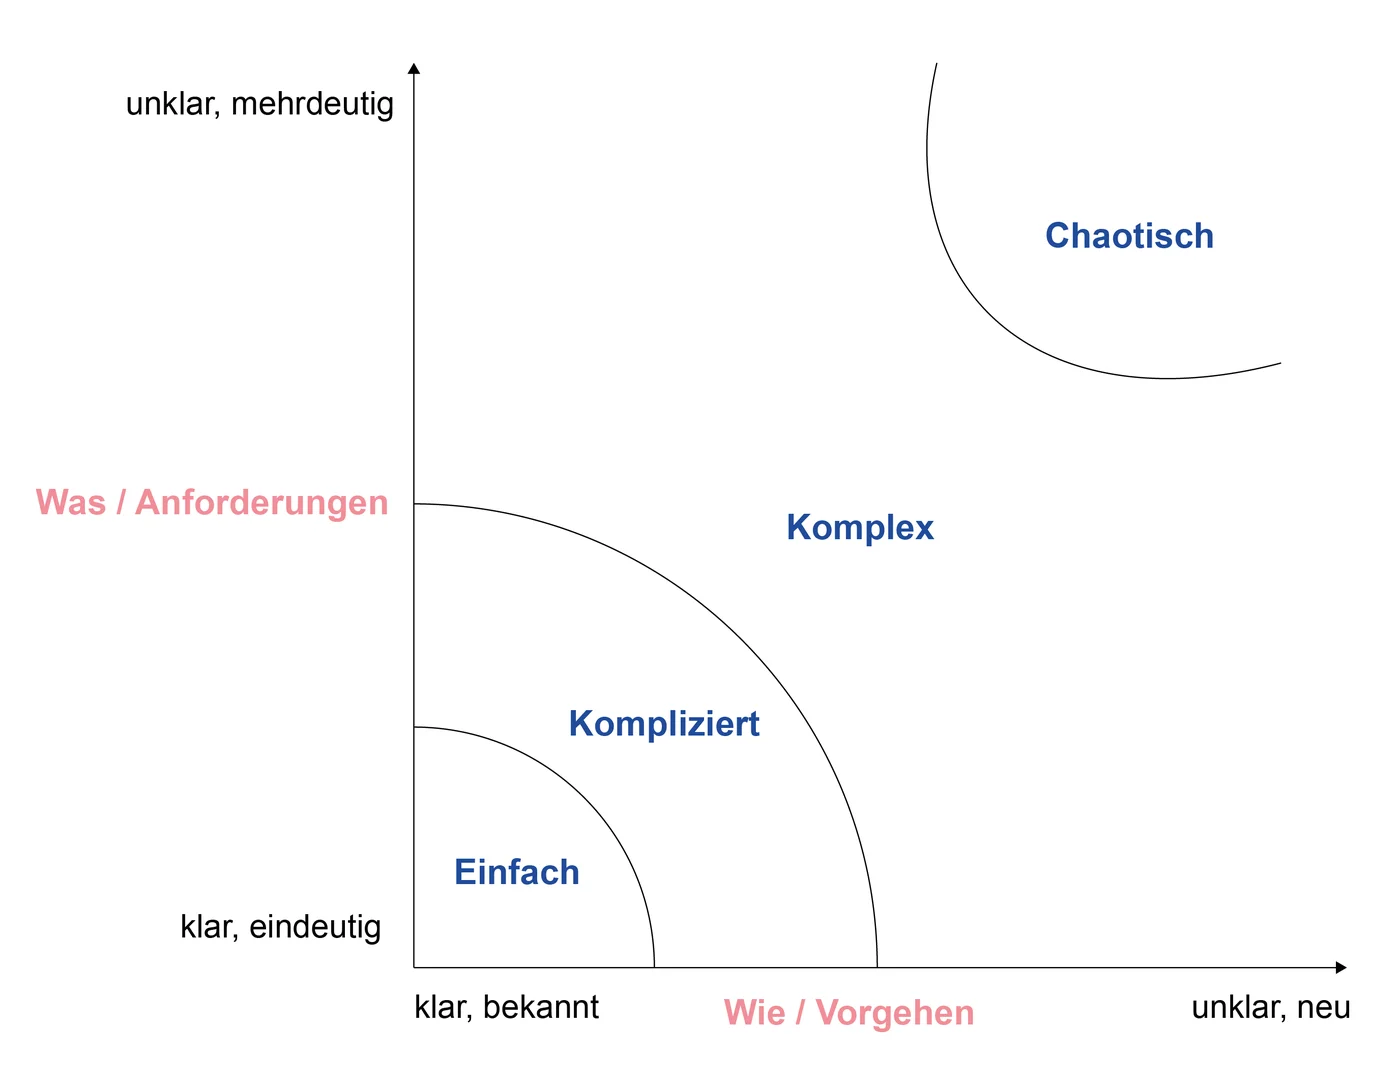 unklar, mehrdeutig
Chaotisch
Was / Anforderungen
Komplex
Kompliziert
Einfach
klar, eindeutig
klar, bekannt
Wie / Vorgehen
unklar, neu